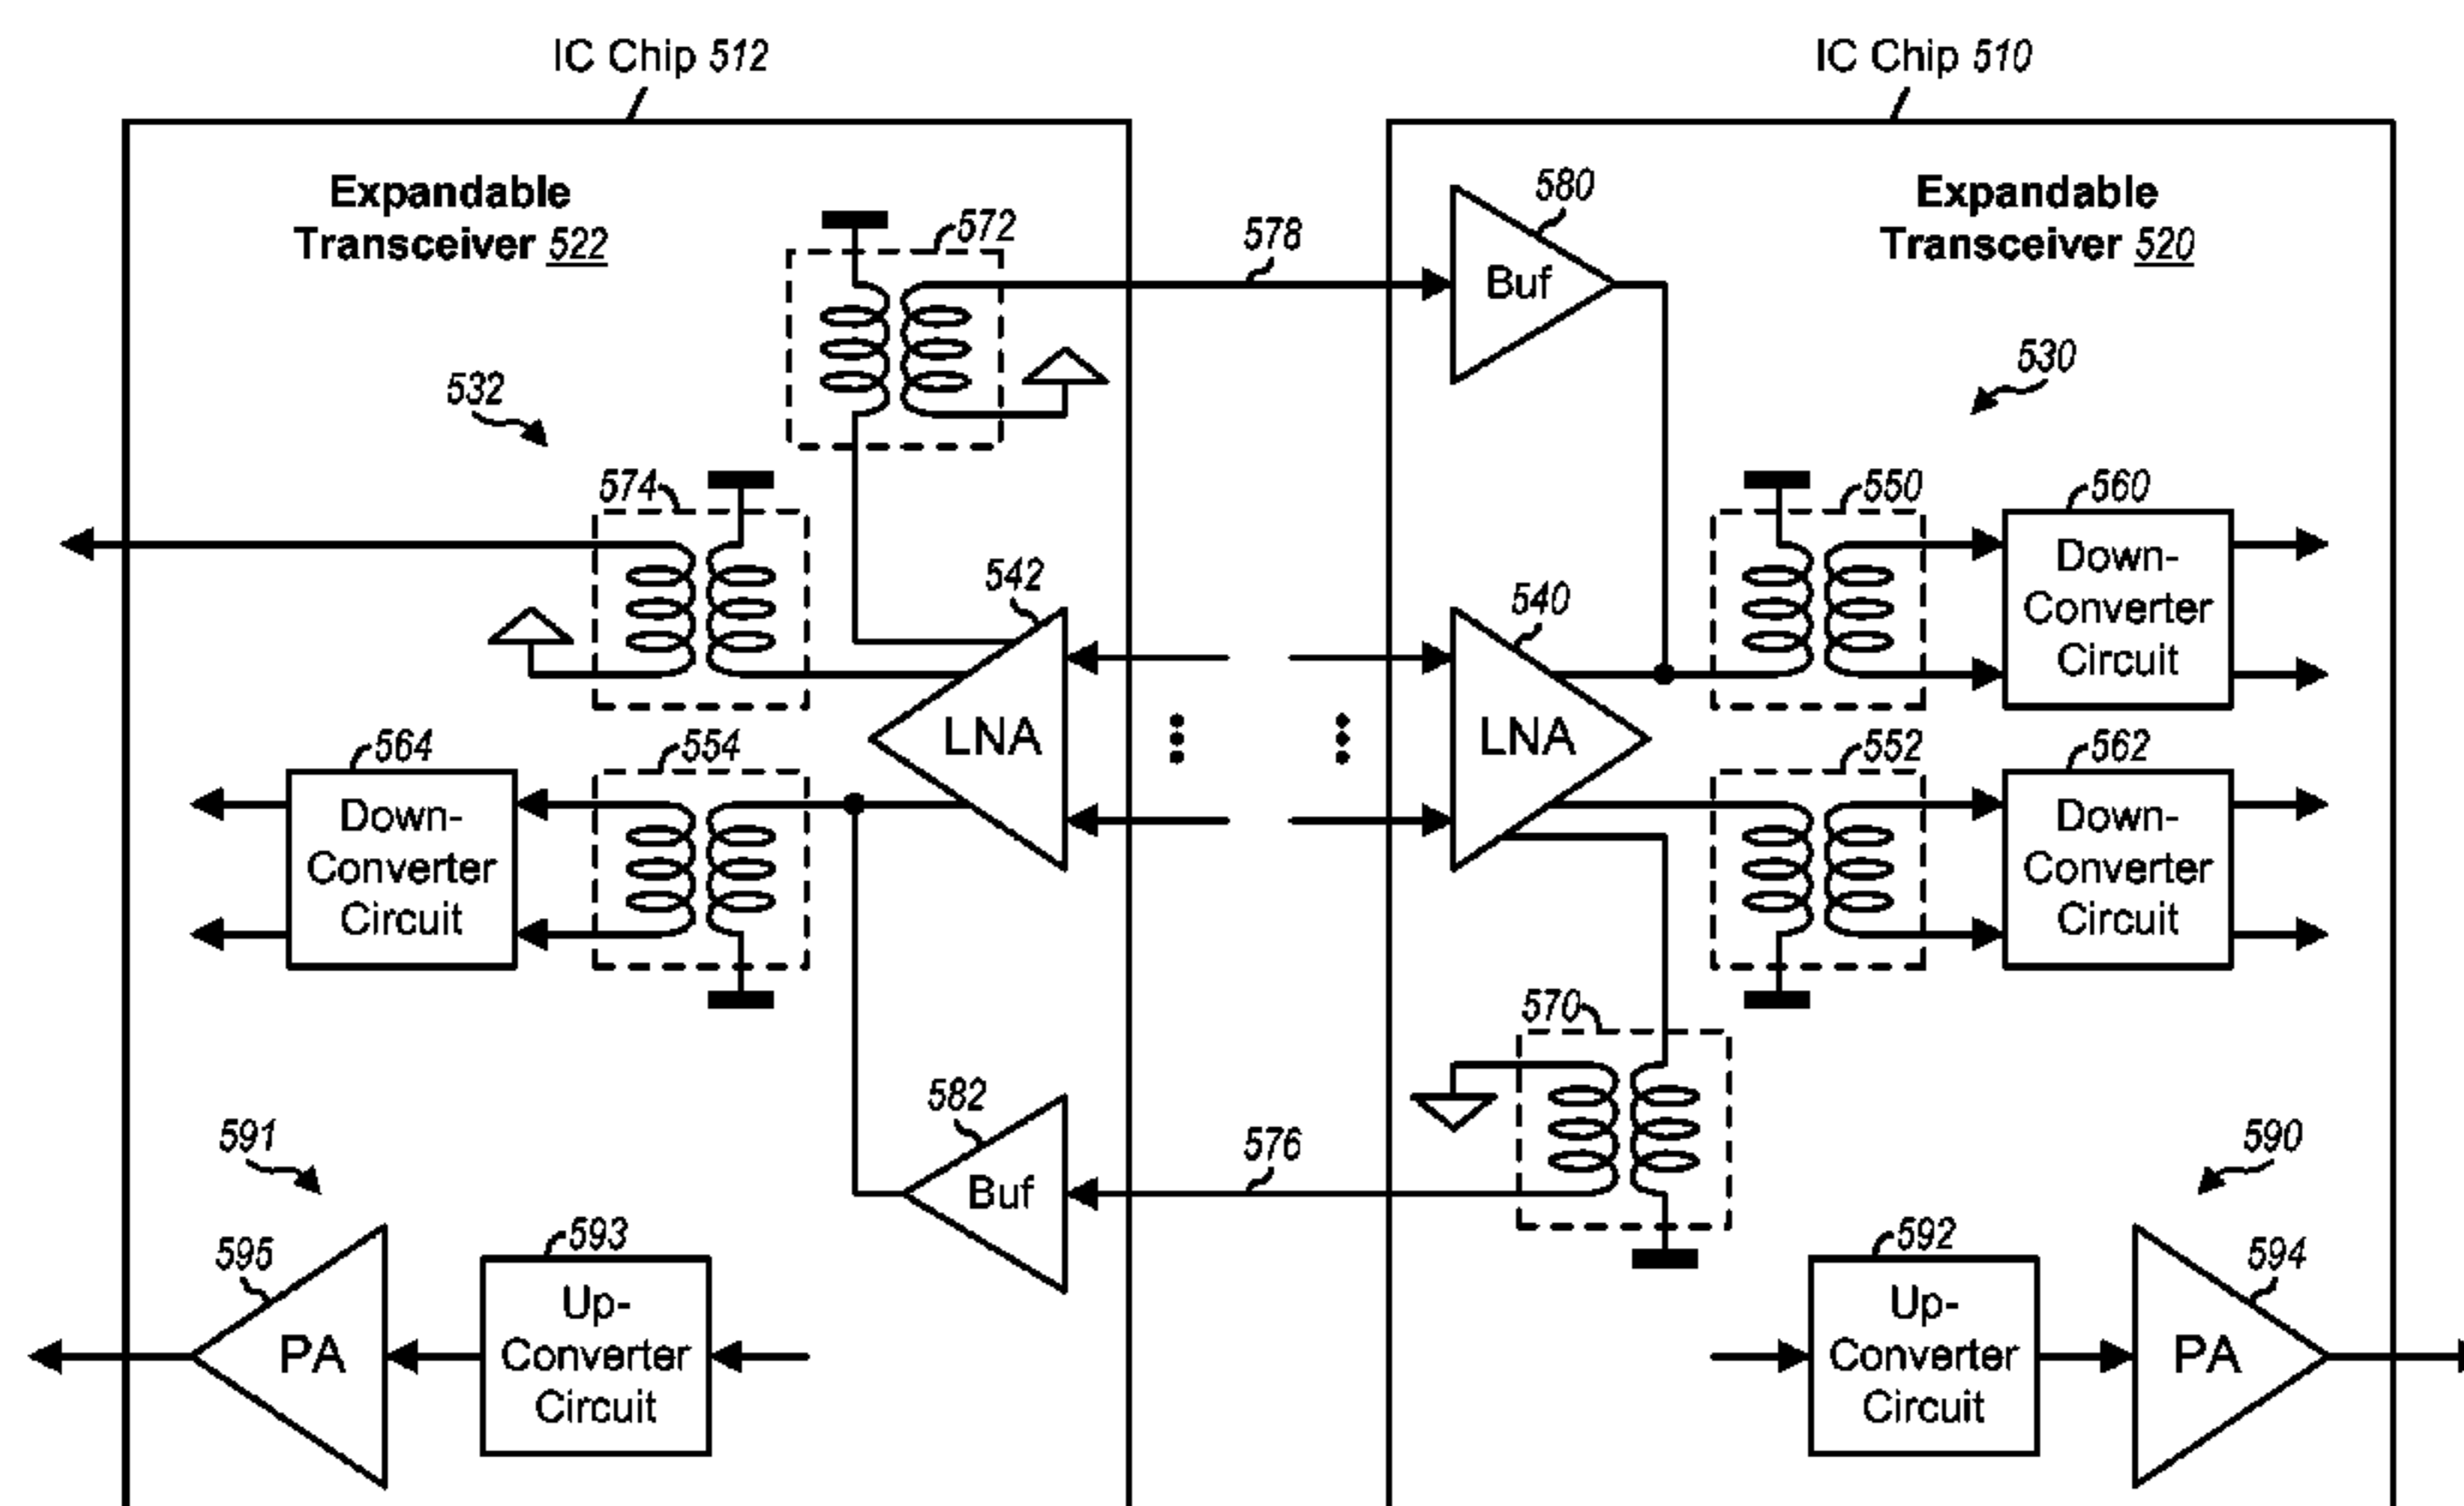 IC Chip 512
IC Chip 510
Expandable
Transceiver 522
572
578
580
Buf
Expandable
Transceiver 520
532
530
574
542
LNA
540
LNA
550
560
Down-
Converter
Circuit
564
Down-
Converter
Circuit
554
552
562
Down-
Converter
Circuit
570
582
Buf
576
591
590
595
PA
593
Up-
Converter
Circuit
592
Up-
Converter
Circuit
594
PA